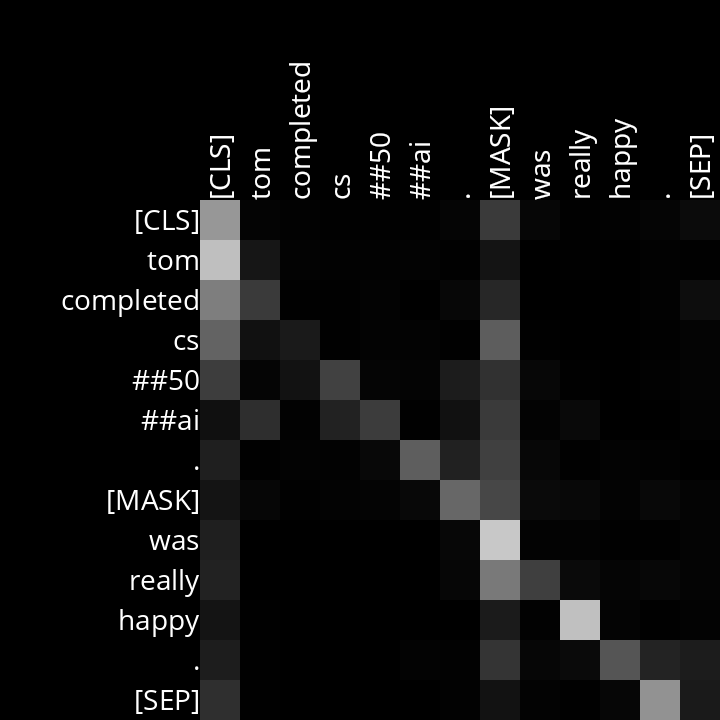 [CLS] tom completed cs ##50 ##ai . [MASK] was really happy . [SEP]
[CLS]
tom
completed
cs
##50
##ai
.
[MASK]
was
really
happy
.
[SEP]